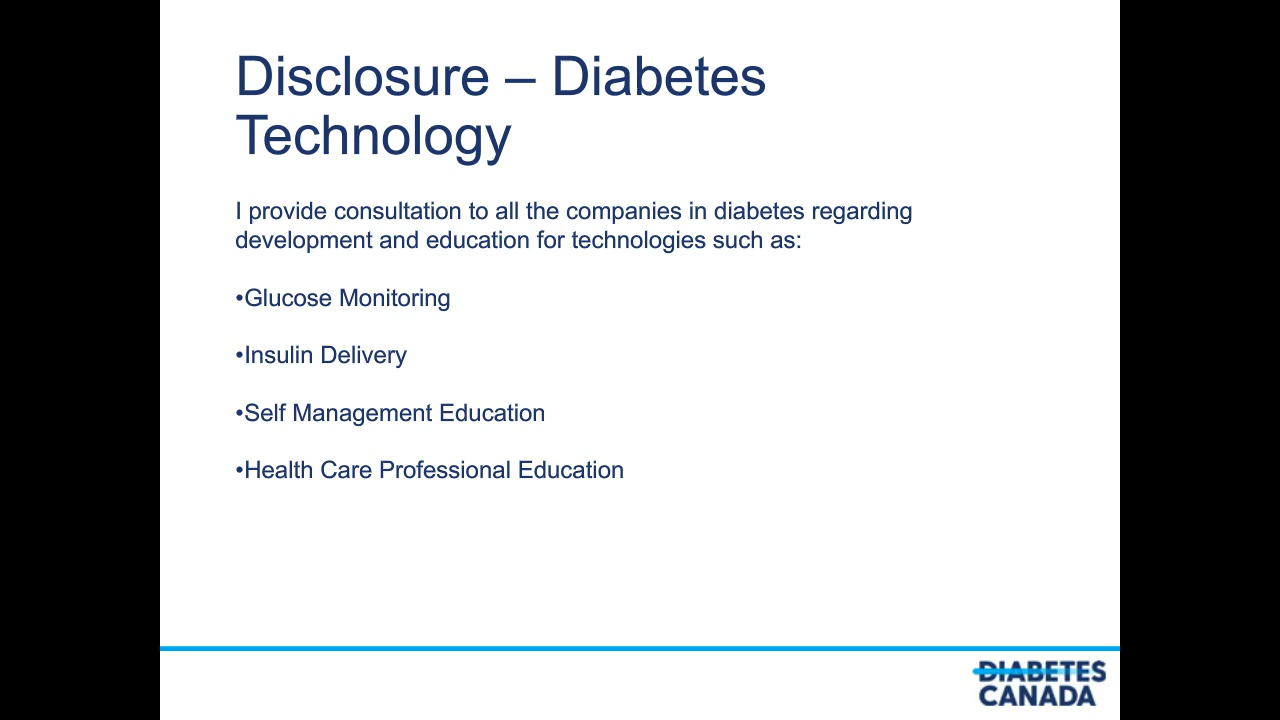 Disclosure – Diabetes
Technology
I provide consultation to all the companies in diabetes regarding
development and education for technologies such as:
•Glucose Monitoring
•Insulin Delivery
•Self Management Education
•Health Care Professional Education
DIABETES
CANADA